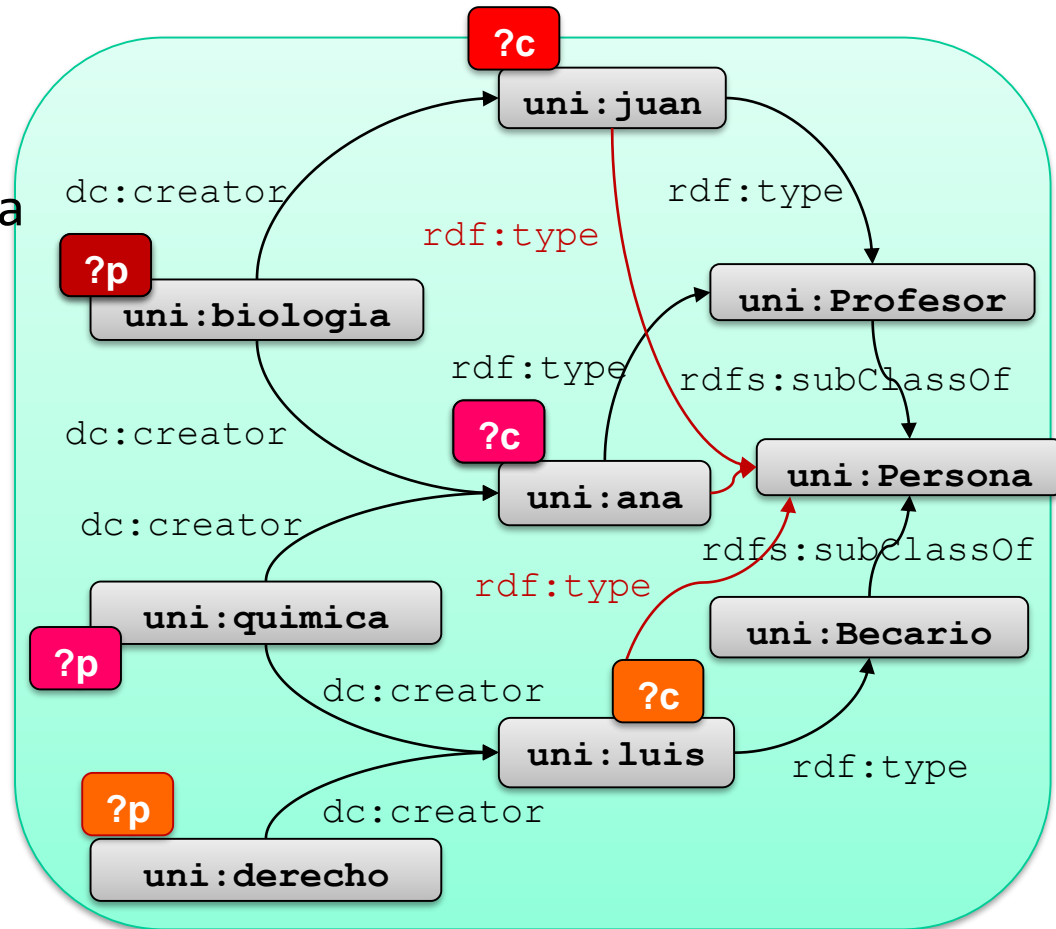 ?c
uni:juan
dc:creator
rdf:type
a
rdf:type
?p
uni:biologia
uni:Profesor
rdf:type
rdfs:subClassOf
dc:creator
?c
uni:Persona
uni:ana
dc:creator
rdfs:subClassOf
rdf:type
uni:quimica
uni:Becario
?p
dc:creator
?c
uni:luis
rdf:type
?p
dc:creator
uni:derecho